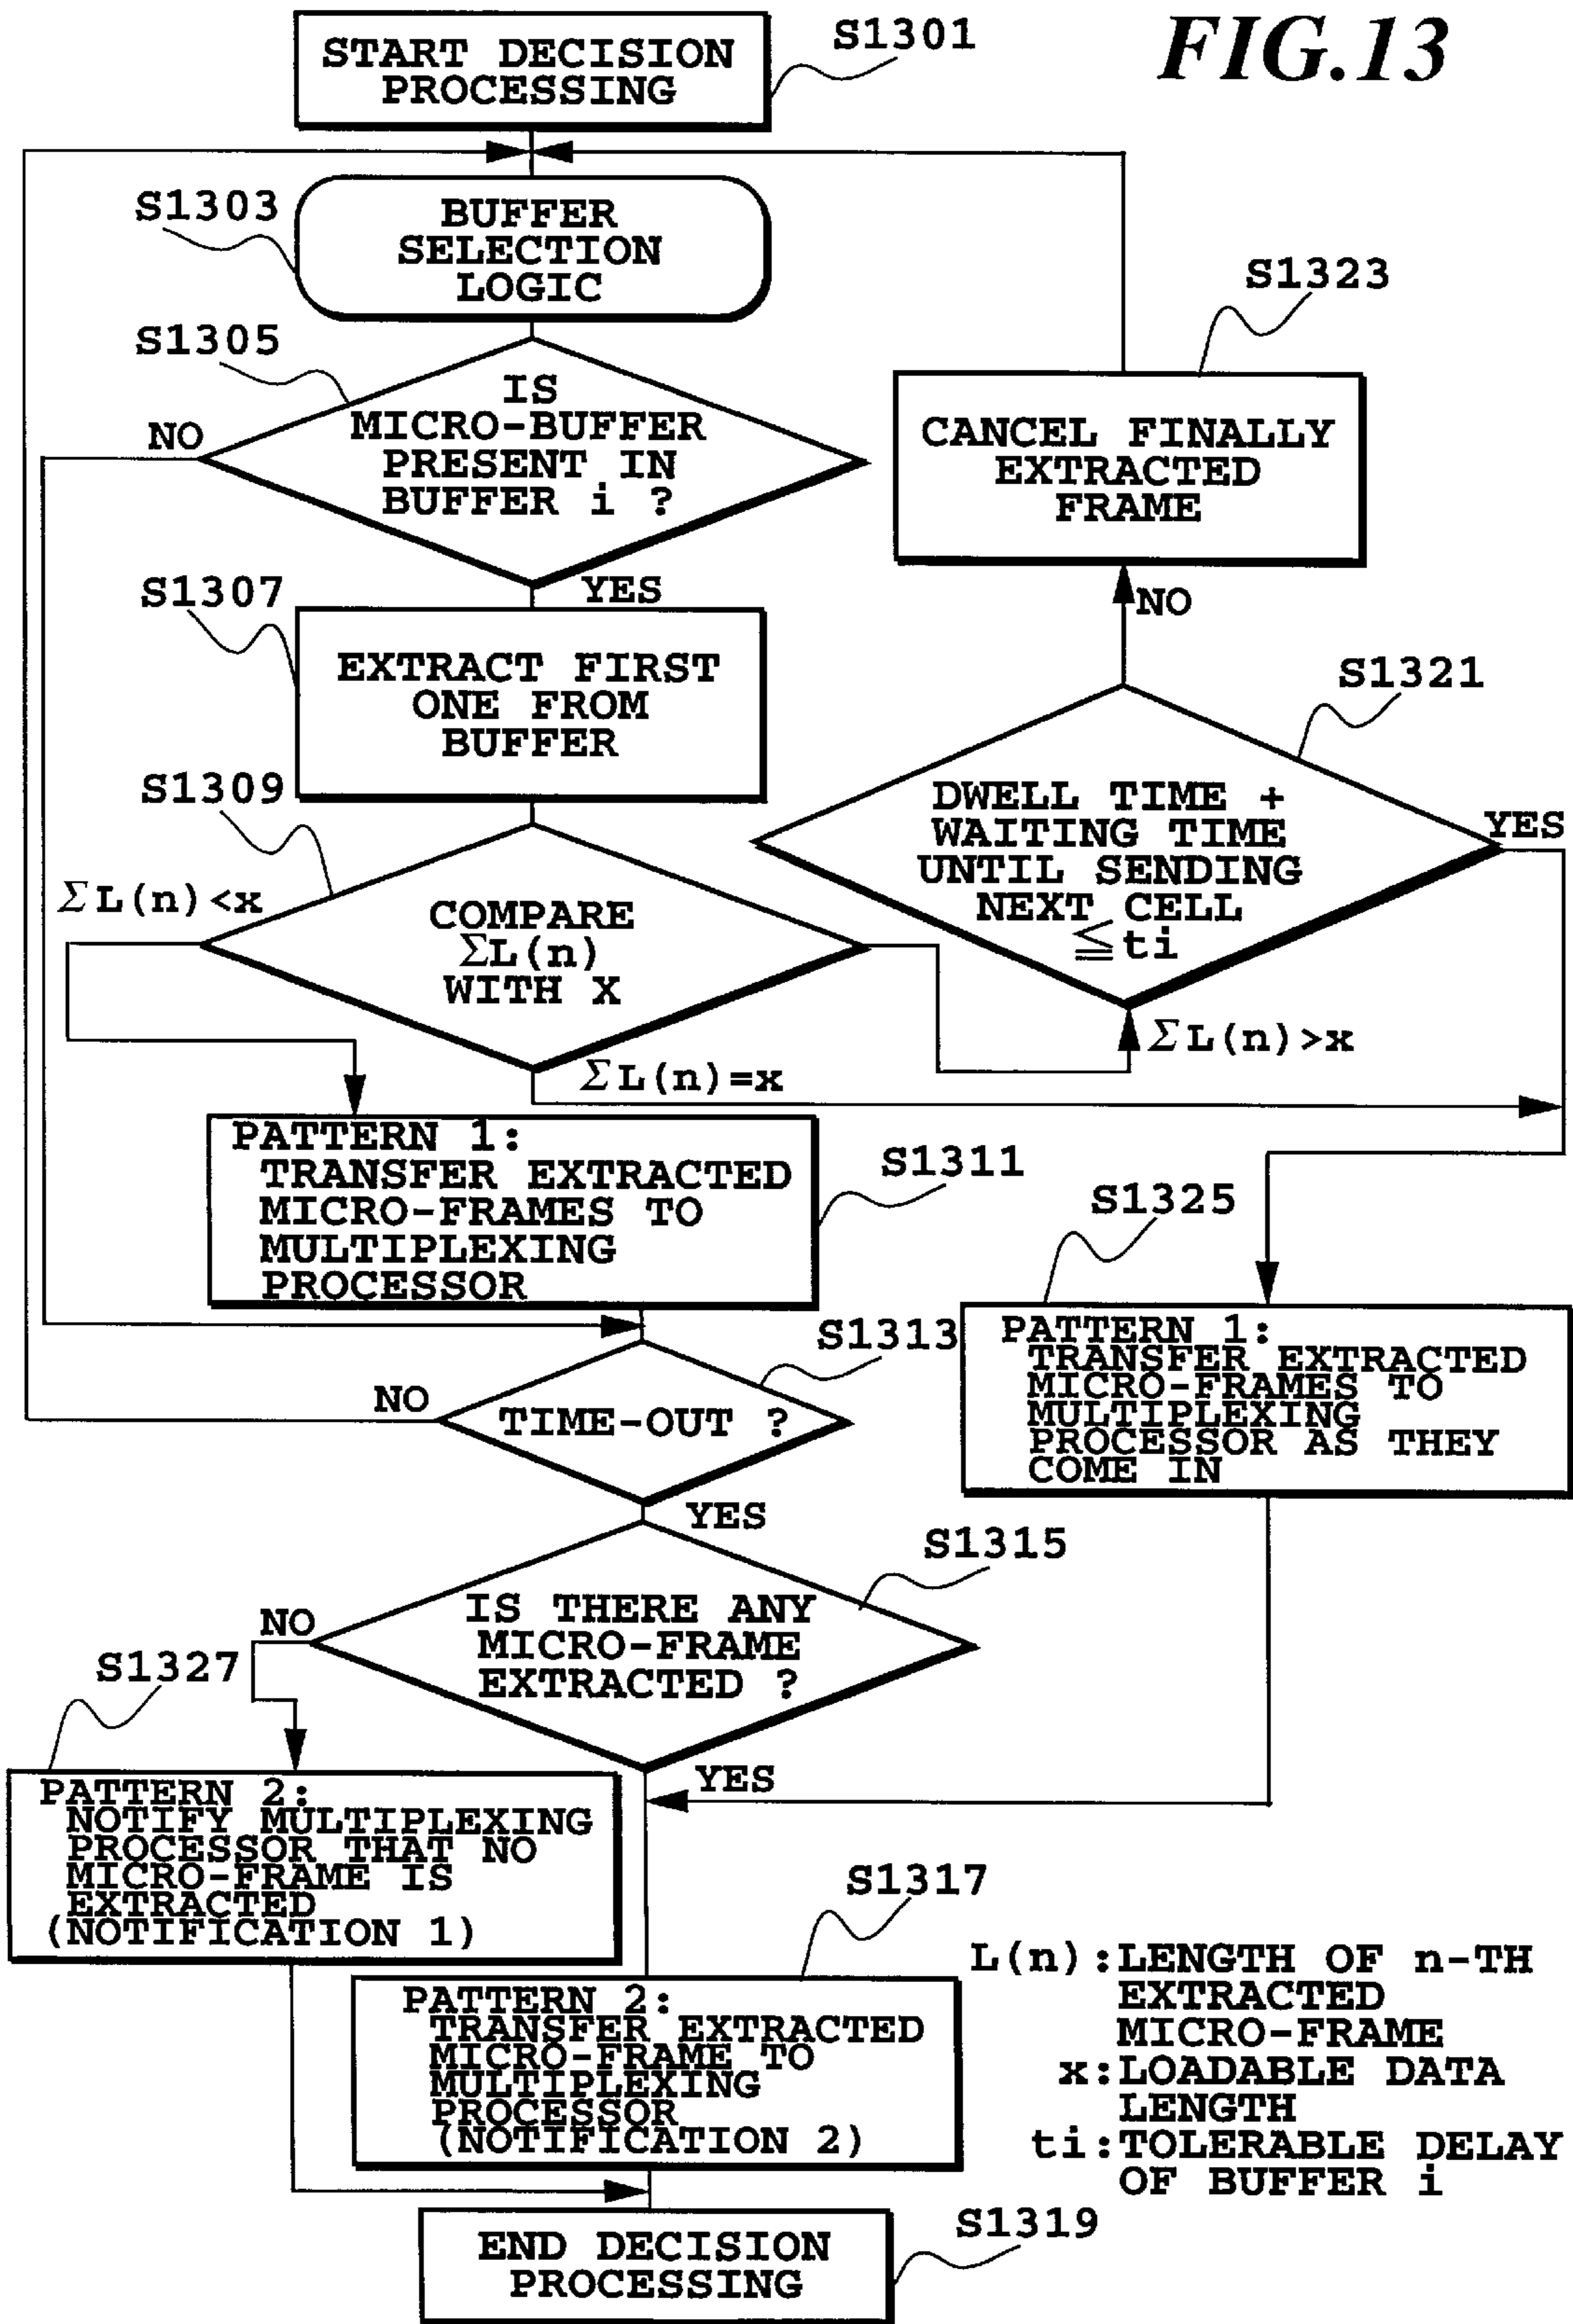 FIG.13
S1301
START DECISION
PROCESSING
S1303
BUFFER
SELECTION
LOGIC
S1305
IS
MICRO-BUFFER
PRESENT IN
BUFFER i ?
NO
YES
S1323
CANCEL FINALLY
EXTRACTED
FRAME
NO
S1307
EXTRACT FIRST
ONE FROM
BUFFER
S1321
DWELL TIME +
WAITING TIME
UNTIL SENDING
NEXT CELL
≦ti
YES
S1309
COMPARE
ΣL(n)
WITH X
ΣL(n)<x
ΣL(n)=x
ΣL(n)>x
PATTERN 1:
TRANSFER EXTRACTED
MICRO-FRAMES TO
MULTIPLEXING
PROCESSOR
S1311
S1325
PATTERN 1:
TRANSFER EXTRACTED
MICRO-FRAMES TO
MULTIPLEXING
PROCESSOR AS THEY
COME IN
S1313
NO
TIME-OUT ?
YES
S1315
IS THERE ANY
MICRO-FRAME
EXTRACTED ?
NO
YES
S1327
PATTERN 2:
NOTIFY MULTIPLEXING
PROCESSOR THAT NO
MICRO-FRAME IS
EXTRACTED
(NOTIFICATION 1)
S1317
PATTERN 2:
TRANSFER EXTRACTED
MICRO-FRAME TO
MULTIPLEXING
PROCESSOR
(NOTIFICATION 2)
L(n):LENGTH OF n-TH
EXTRACTED
MICRO-FRAME
x:LOADABLE DATA
LENGTH
ti:TOLERABLE DELAY
OF BUFFER i
S1319
END DECISION
PROCESSING